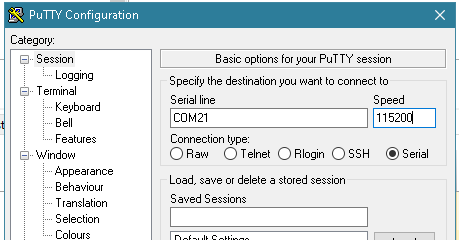 PuTTY Configuration
Category:
Session
Logging
Terminal
Keyboard
Bell
Features
Window
Appearance
Behaviour
Translation
Selection
Colours
Basic options for your PuTTY session
Specify the destination you want to connect to
Serial line Speed
COM21 115200
Connection type:
Raw Telnet Rlogin SSH Serial
Load, save or delete a stored session
Saved Sessions
Default Settings